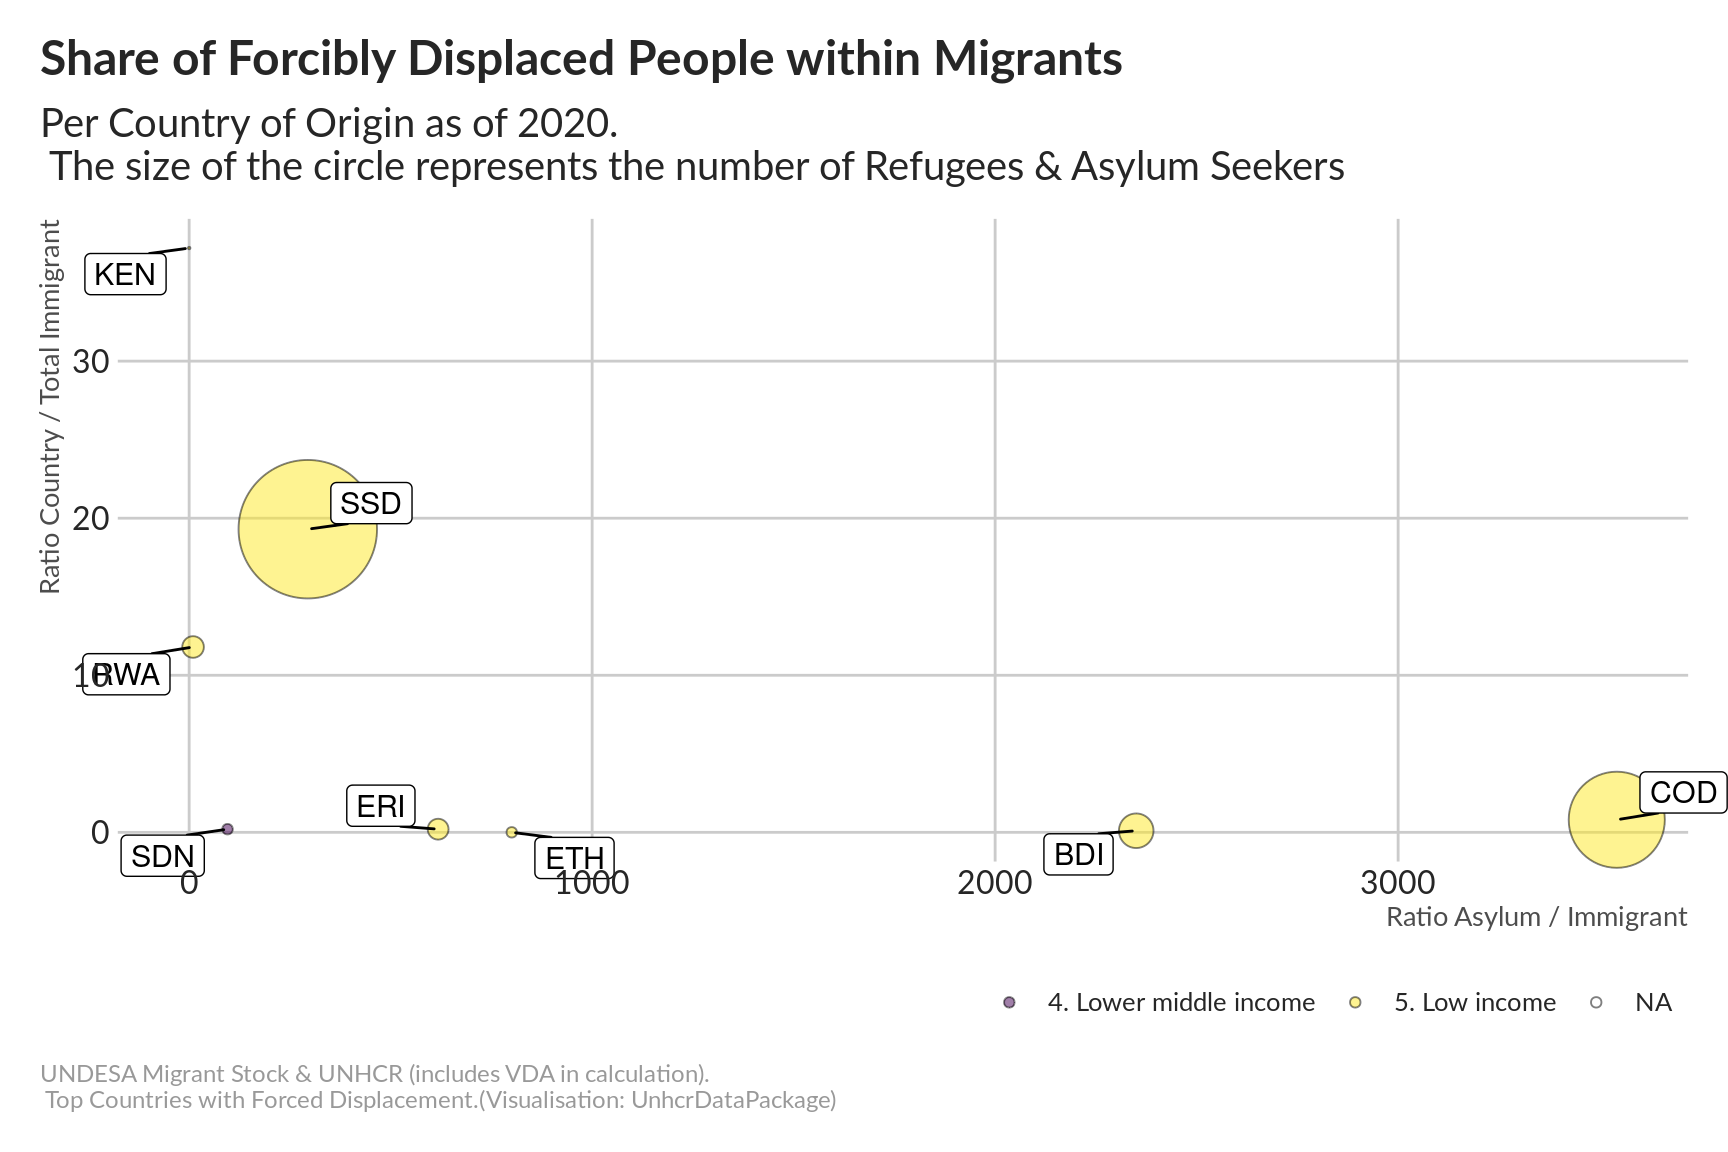 Share of Forcibly Displaced People within Migrants
Per Country of Origin as of 2020.
The size of the circle represents the number of Refugees & Asylum Seekers
Ratio Country / Total Immigrant
KEN
30
SSD
20
RWA
10
ERI
COD
0
SDN
ETH
BDI
0
1000
2000
3000
Ratio Asylum / Immigrant
4. Lower middle income
5. Low income
NA
UNDESA Migrant Stock & UNHCR (includes VDA in calculation).
Top Countries with Forced Displacement.(Visualisation: UnhcrDataPackage)